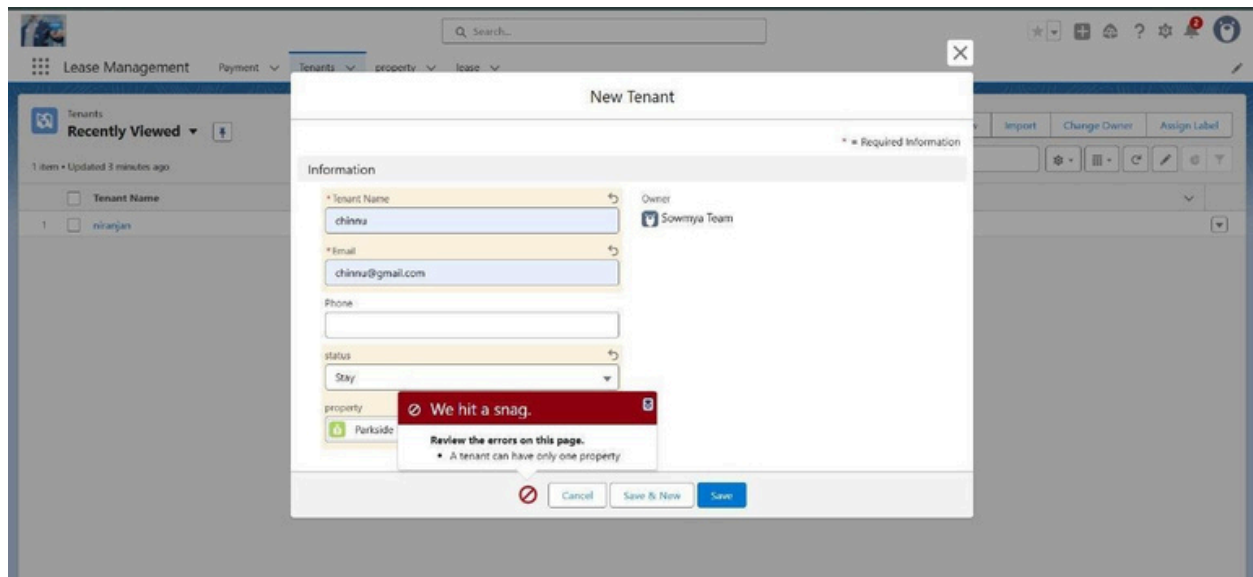 Search...
2
Lease Management Payment Tenants property lease
New Tenant
Tenants
Recently Viewed
Import Change Owner Assign Label
* = Required Information
1 item • Updated 3 minutes ago
Information
Tenant Name
1 niranjan
* Tenant Name
chinnu
Owner
Sowmya Team
* Email
chinnu@gmail.com
Phone
status
Stay
property
Parkside
We hit a snag.
Review the errors on this page.
• A tenant can have only one property
Cancel Save & New Save